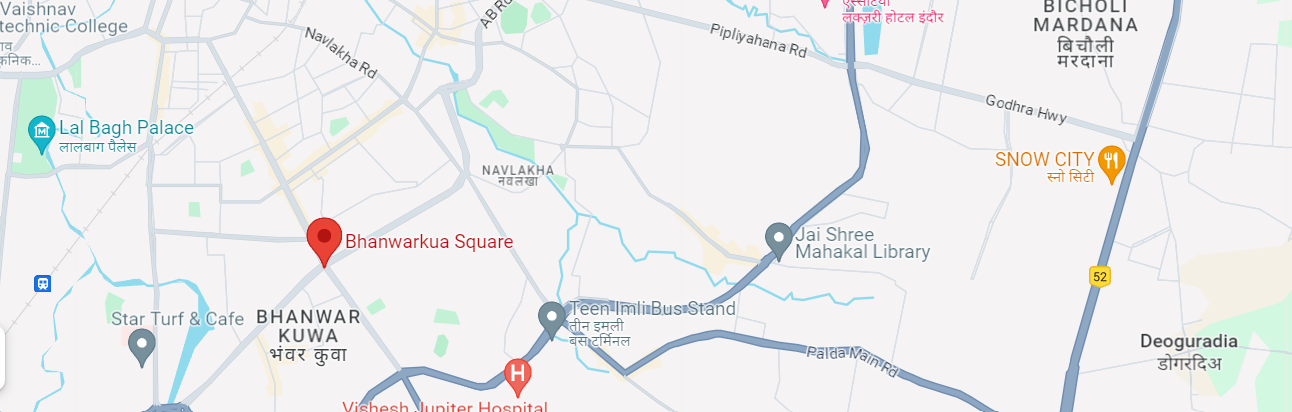 Vaishnav
technic College
ABRO
एस्सेंटिया
लक्ज़री होटल इंदौर
BICHOLI
MARDANA
बिचौली
मरदाना
Navlakha Rd
Pipliyahana Rd
Godhra Hwy
Lal Bagh Palace
लालबाग पैलेस
NAVLAKHA
नवलखा
SNOW CITY
स्नो सिटी
Bhanwarkua Square
Jai Shree
Mahakal Library
52
Star Turf & Cafe
BHANWAR
KUWA
भंवर कुवा
Teen Imli Bus Stand
तीन इमली
बस टर्मिनल
Palda Main Rd
Deoguradia
डोगरदिअ
H
Vishesh Jupiter Hospital